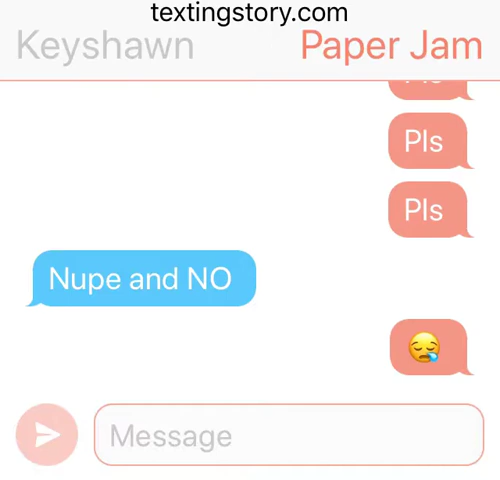 textingstory.com
Keyshawn Paper Jam
Pls
Pls
Nupe and NO
😪
Message